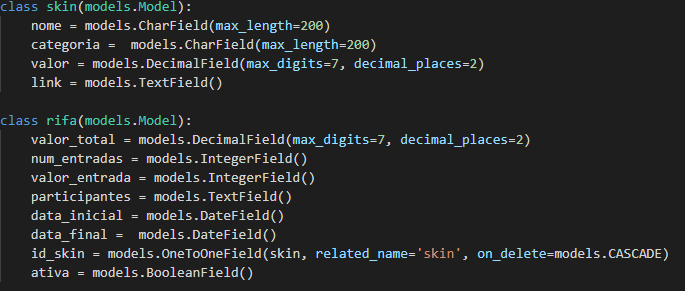 class skin(models.Model):
    nome = models.CharField(max_length=200)
    categoria =  models.CharField(max_length=200)
    valor = models.DecimalField(max_digits=7, decimal_places=2)
    link = models.TextField()

class rifa(models.Model):
    valor_total = models.DecimalField(max_digits=7, decimal_places=2)
    num_entradas = models.IntegerField()
    valor_entrada = models.IntegerField()
    participantes = models.TextField()
    data_inicial = models.DateField()
    data_final =  models.DateField()
    id_skin = models.OneToOneField(skin, related_name='skin', on_delete=models.CASCADE)
    ativa = models.BooleanField()